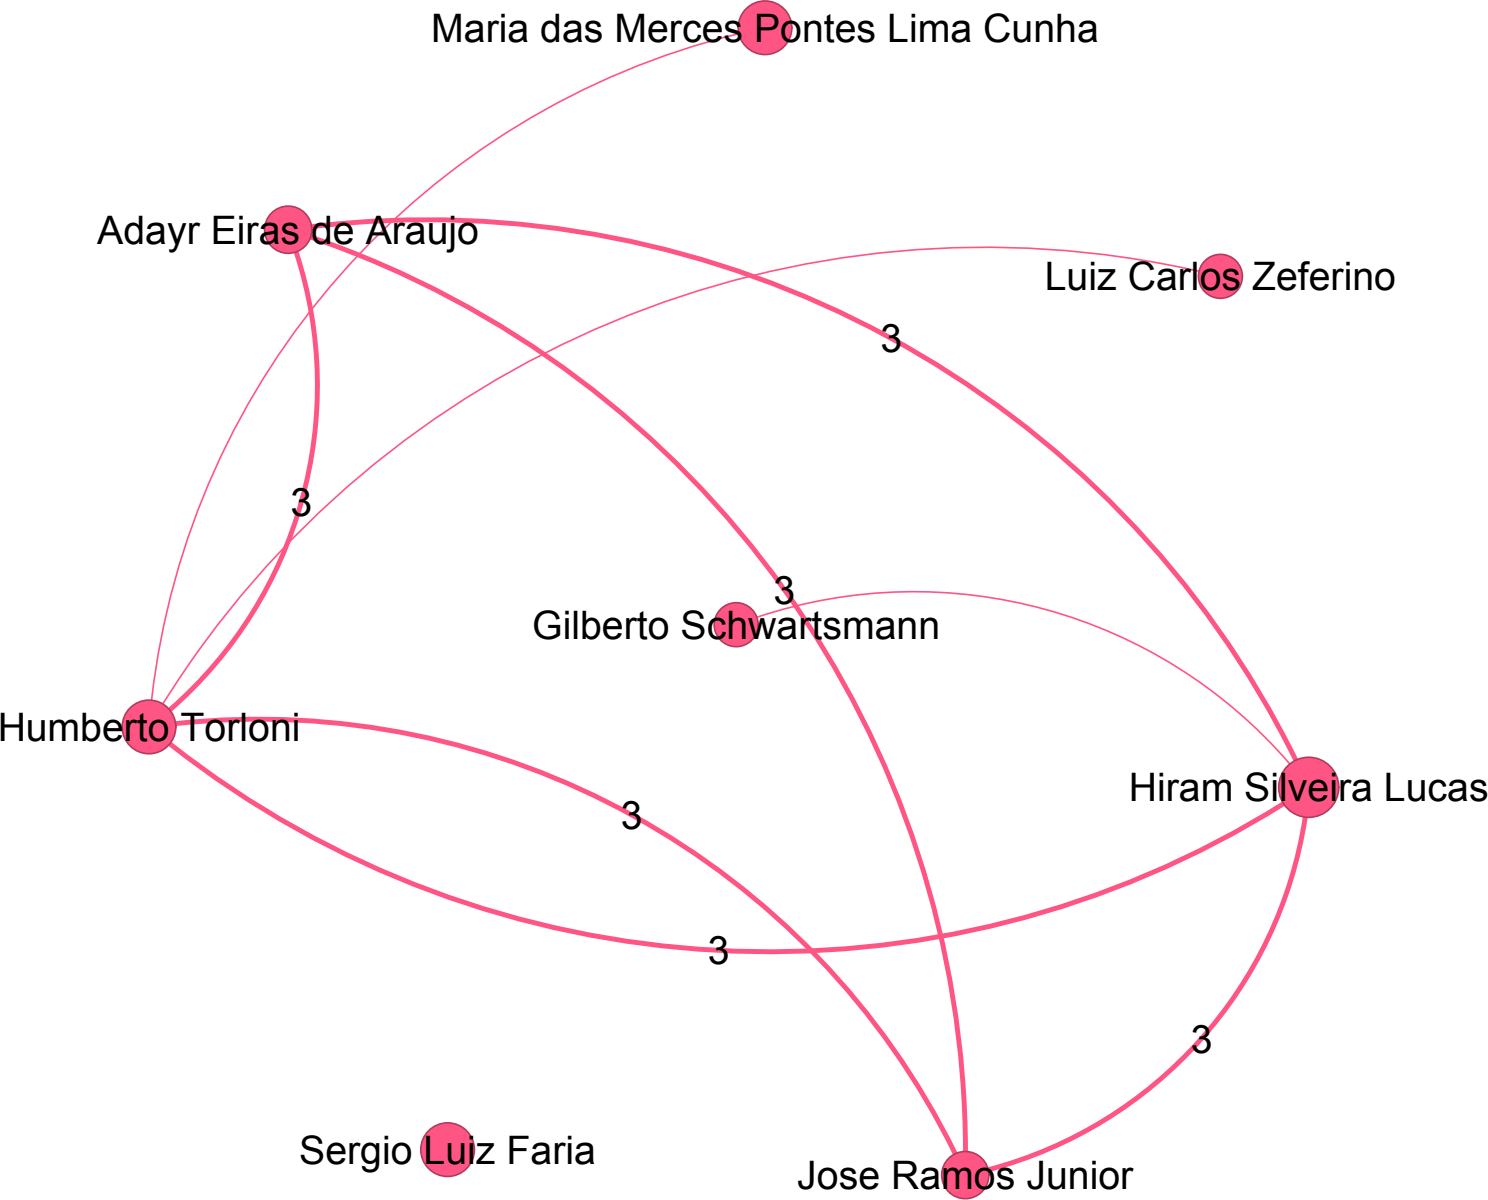 Maria das Merces Pontes Lima Cunha
Adayr Eiras de Araujo
Luiz Carlos Zeferino
3
3
3
Gilberto Schwartsmann
Humberto Torloni
Hiram Silveira Lucas
3
3
3
Sergio Luiz Faria
Jose Ramos Junior